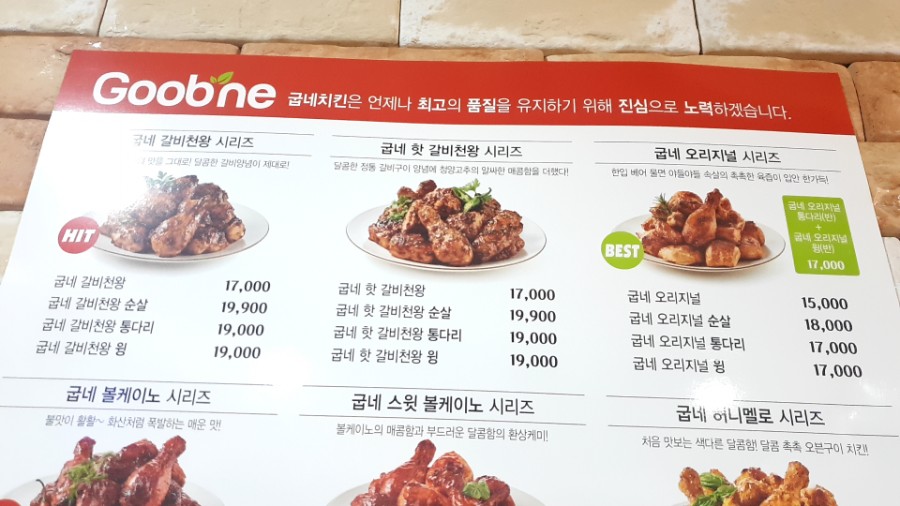 Goobne
굽네치킨은 언제나 최고의 품질을 유지하기 위해 진심으로 노력하겠습니다.
굽네 갈비천왕 시리즈
맛을 그대로! 달콤한 갈비양념이 제대로!
HIT
굽네 갈비천왕 17,000
굽네 갈비천왕 순살 19,900
굽네 갈비천왕 통다리 19,000
굽네 갈비천왕 윙 19,000
굽네 핫 갈비천왕 시리즈
달콤한 정통 갈비구이 양념에 청양고추의 알싸한 매콤함을 더했다!
굽네 핫 갈비천왕 17,000
굽네 핫 갈비천왕 순살 19,900
굽네 핫 갈비천왕 통다리 19,000
굽네 핫 갈비천왕 윙 19,000
굽네 오리지널 시리즈
한입 베어 물면 야들야들 속살의 촉촉한 육즙이 입안 한가득!
BEST
굽네 오리지널
통다리(반)
+
굽네 오리지널
윙(반)
17,000
굽네 오리지널 15,000
굽네 오리지널 순살 18,000
굽네 오리지널 통다리 17,000
굽네 오리지널 윙 17,000
굽네 볼케이노 시리즈
불맛이 활활~ 화산처럼 폭발하는 매운 맛!
굽네 스윗 볼케이노 시리즈
볼케이노의 매콤함과 부드러운 달콤함의 환상케미!
굽네 허니멜로 시리즈
처음 맛보는 색다른 달콤함! 달콤 촉촉 오븐구이 치킨!